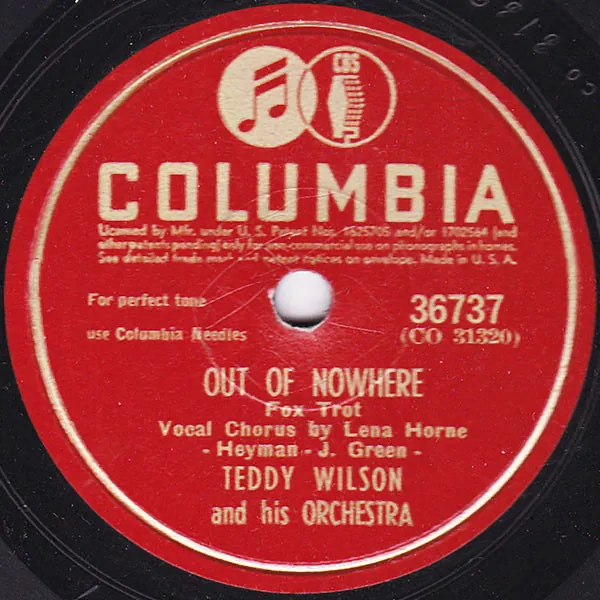 CBS
COLUMBIA
Licensed by Mfr. under U. S. Patent Nos. 1625705 and/or 1702564 (and
other patents pending) only for non-commercial use on phonographs in homes.
See detailed trade mark and patent notices on envelope. Made in U. S. A.
For perfect tone
use Columbia Needles
36737
(CO 31320)
OUT OF NOWHERE
Fox Trot
Vocal Chorus by Lena Horne
- Heyman - J. Green -
TEDDY WILSON
and his ORCHESTRA